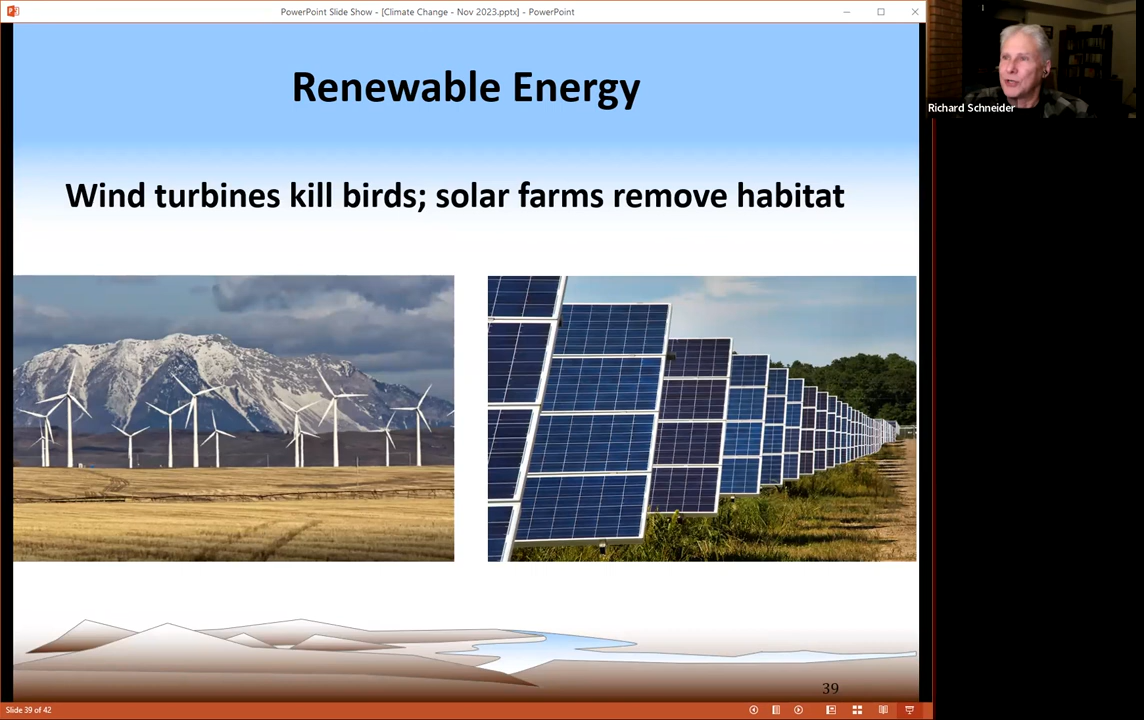 PowerPoint Slide Show - [Climate Change - Nov 2023.pptx] - PowerPoint
Renewable Energy
Wind turbines kill birds; solar farms remove habitat
Richard Schneider
39
Slide 39 of 42